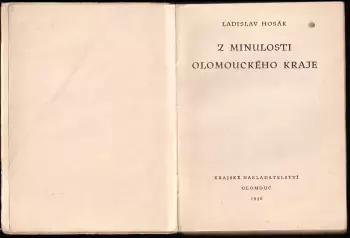 LADISLAV HOSÁK
Z MINULOSTI
OLOMOUCKÉHO KRAJE
KRAJSKÉ NAKLADATELSTVÍ
OLOMOUC